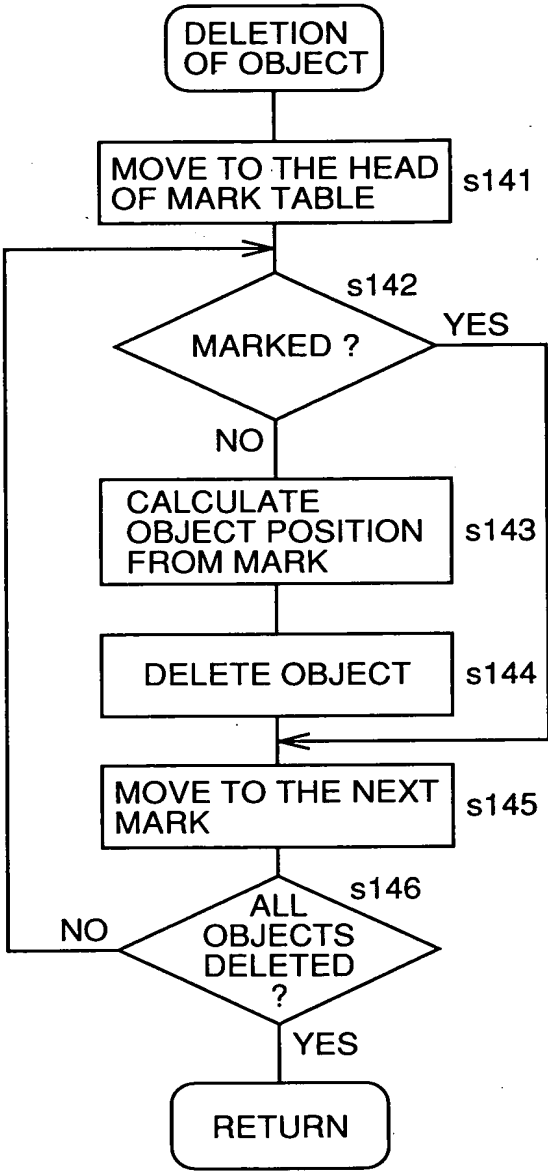 DELETION
OF OBJECT
MOVE TO THE HEAD
OF MARK TABLE
s141
s142
MARKED ?
YES
NO
CALCULATE
OBJECT POSITION
FROM MARK
s143
DELETE OBJECT
s144
MOVE TO THE NEXT
MARK
s145
s146
ALL
OBJECTS
DELETED
?
NO
YES
RETURN